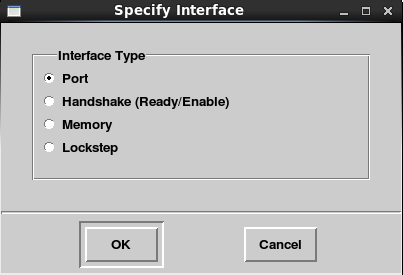 Specify Interface
Interface Type
Port
Handshake (Ready/Enable)
Memory
Lockstep
OK
Cancel